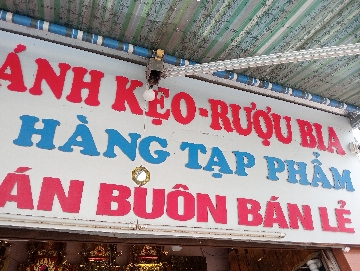 ÁNH KẸO-RƯỢU BIA
HÀNG TẠP PHẨM
ÁN BUÔN BÁN LẺ